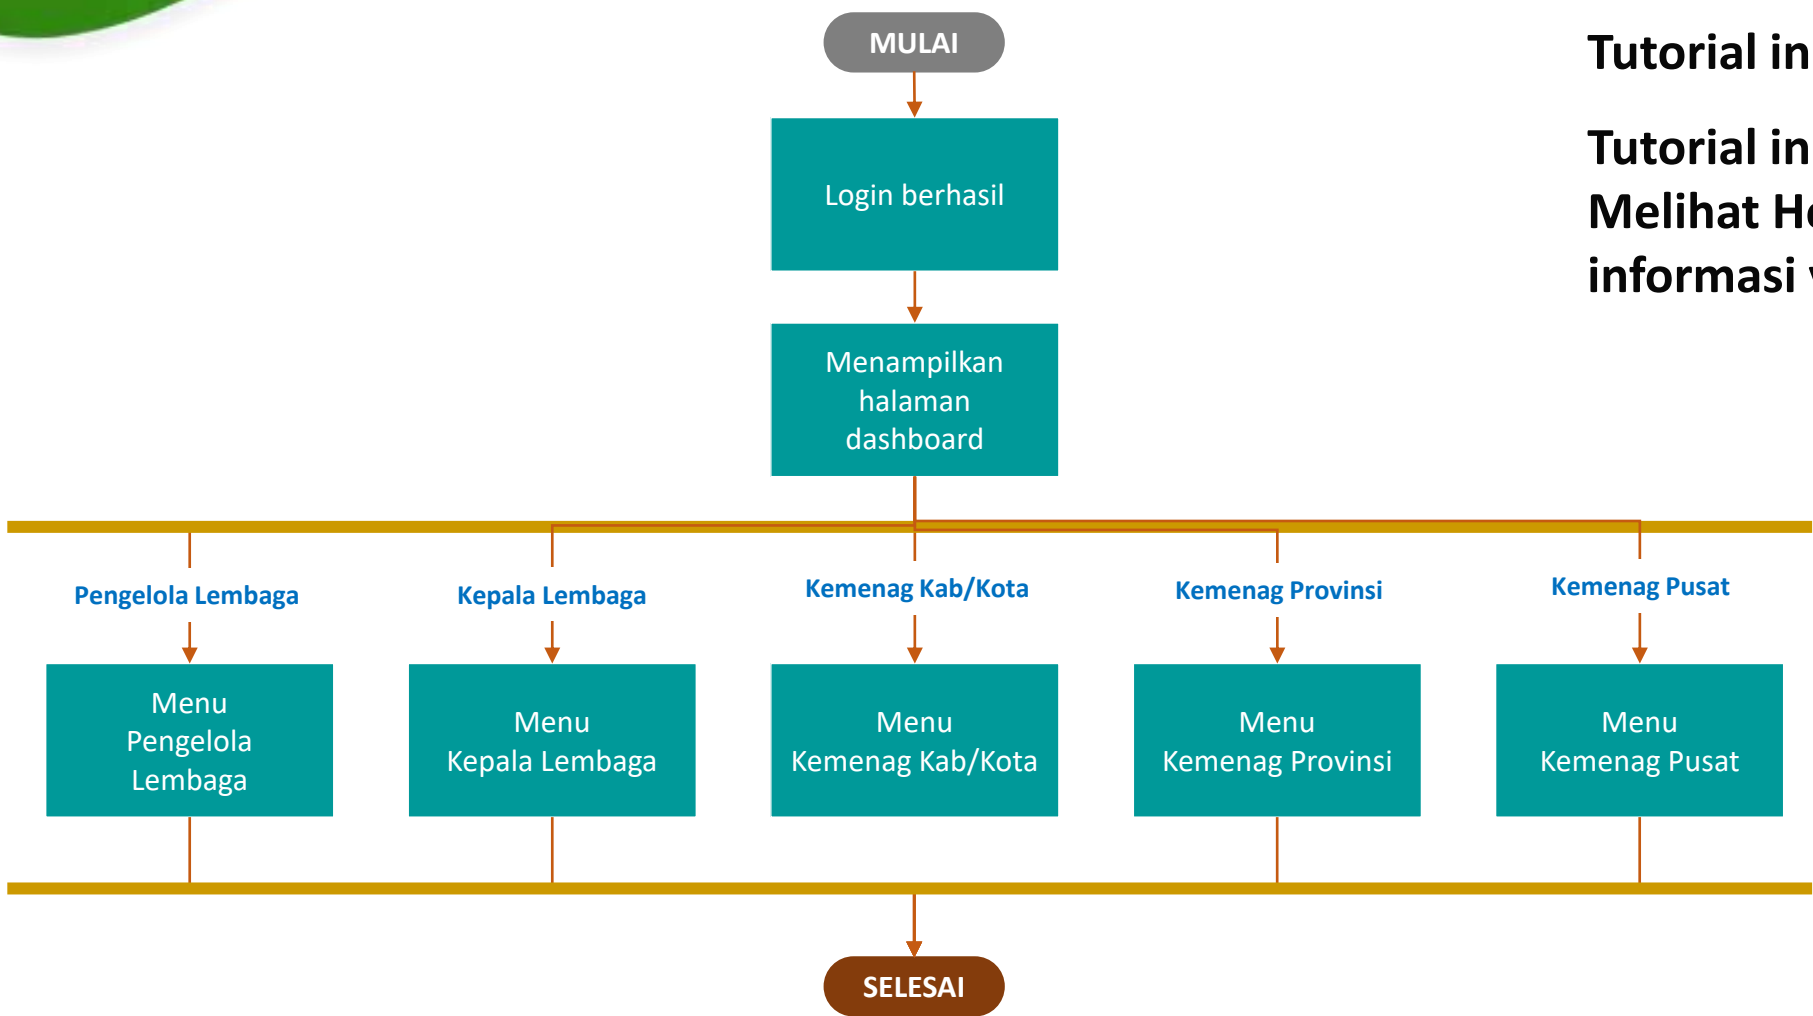 MULAI
Login berhasil
Menampilkan
halaman
dashboard
Tutorial in
Tutorial in
Melihat
informasi
Pengelola Lembaga
Kepala Lembaga
Kemenag Kab/Kota
Kemenag Provinsi
Kemenag Pusat
Menu
Pengelola
Lembaga
Menu
Kepala Lembaga
Menu
Kemenag Kab/Kota
Menu
Kemenag Provinsi
Menu
Kemenag Pusat
SELESAI